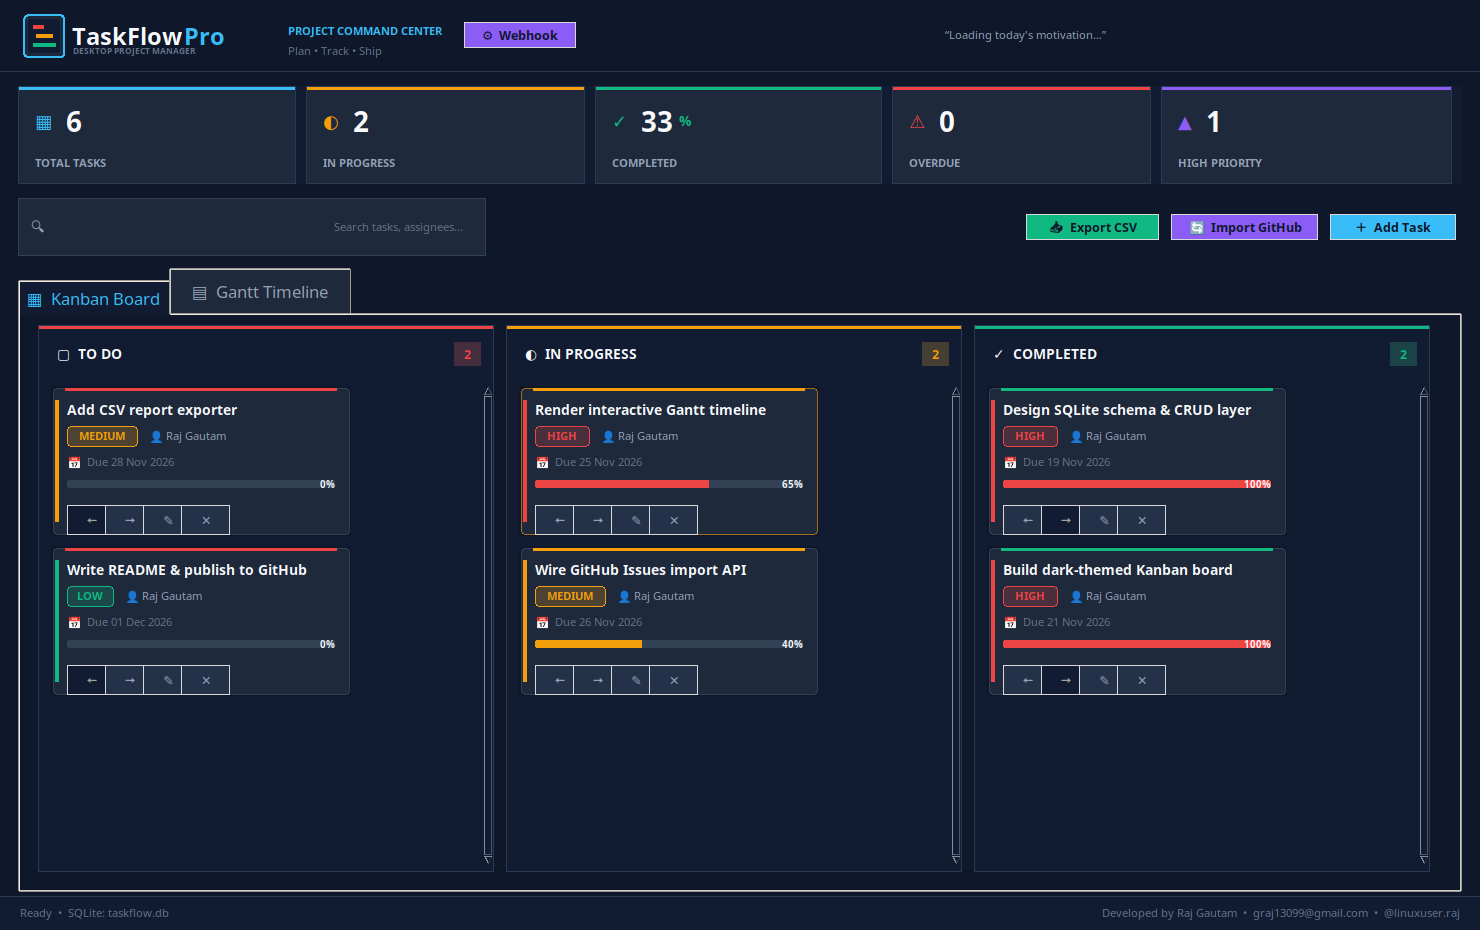 TaskFlow Pro
DESKTOP PROJECT MANAGER
PROJECT COMMAND CENTER
Plan • Track • Ship
⚙ Webhook
“Loading today's motivation...”
6
TOTAL TASKS
2
IN PROGRESS
33 %
COMPLETED
0
OVERDUE
1
HIGH PRIORITY
Search tasks, assignees...
Export CSV
Import GitHub
+ Add Task
Kanban Board
Gantt Timeline
TO DO
2
Add CSV report exporter
MEDIUM
Raj Gautam
Due 28 Nov 2026
0%
← → ✎ ✕
Write README & publish to GitHub
LOW
Raj Gautam
Due 01 Dec 2026
0%
← → ✎ ✕
IN PROGRESS
2
Render interactive Gantt timeline
HIGH
Raj Gautam
Due 25 Nov 2026
65%
← → ✎ ✕
Wire GitHub Issues import API
MEDIUM
Raj Gautam
Due 26 Nov 2026
40%
← → ✎ ✕
✓ COMPLETED
2
Design SQLite schema & CRUD layer
HIGH
Raj Gautam
Due 19 Nov 2026
100%
← → ✎ ✕
Build dark-themed Kanban board
HIGH
Raj Gautam
Due 21 Nov 2026
100%
← → ✎ ✕
Ready • SQLite: taskflow.db
Developed by Raj Gautam • graj13099@gmail.com • @linuxuser.raj